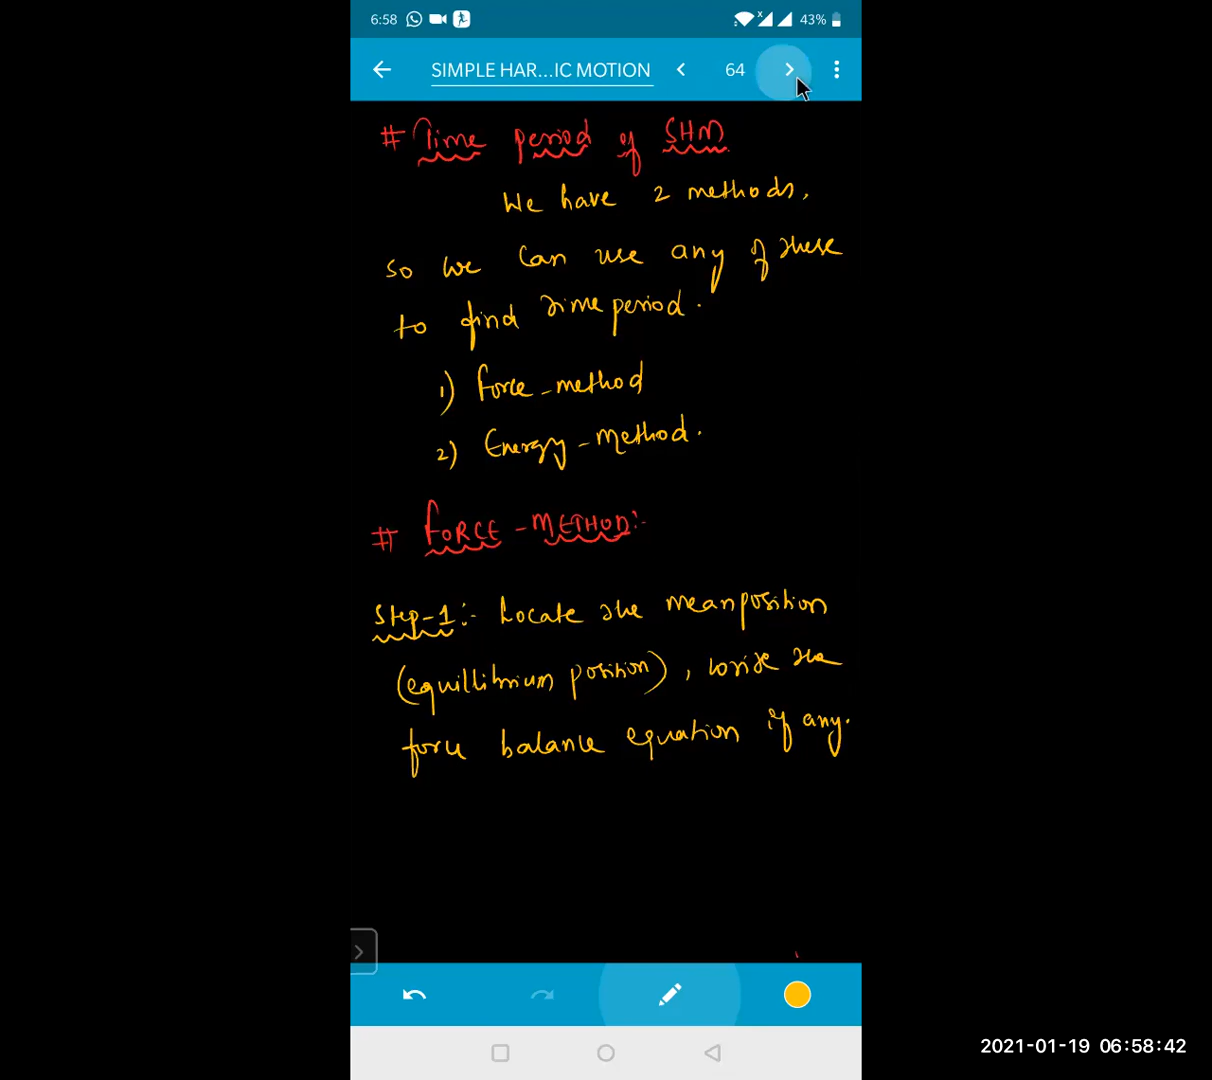 6:58 43%
SIMPLE HAR...IC MOTION 64
# Time period of SHM
We have 2 methods,
so we can use any of these
to find time period.
1) Force-method
2) Energy-Method.
# FORCE-METHOD:-
Step-1:- Locate the meanposition
(equillibrium position), write the
force balance equation if any.
2021-01-19 06:58:42